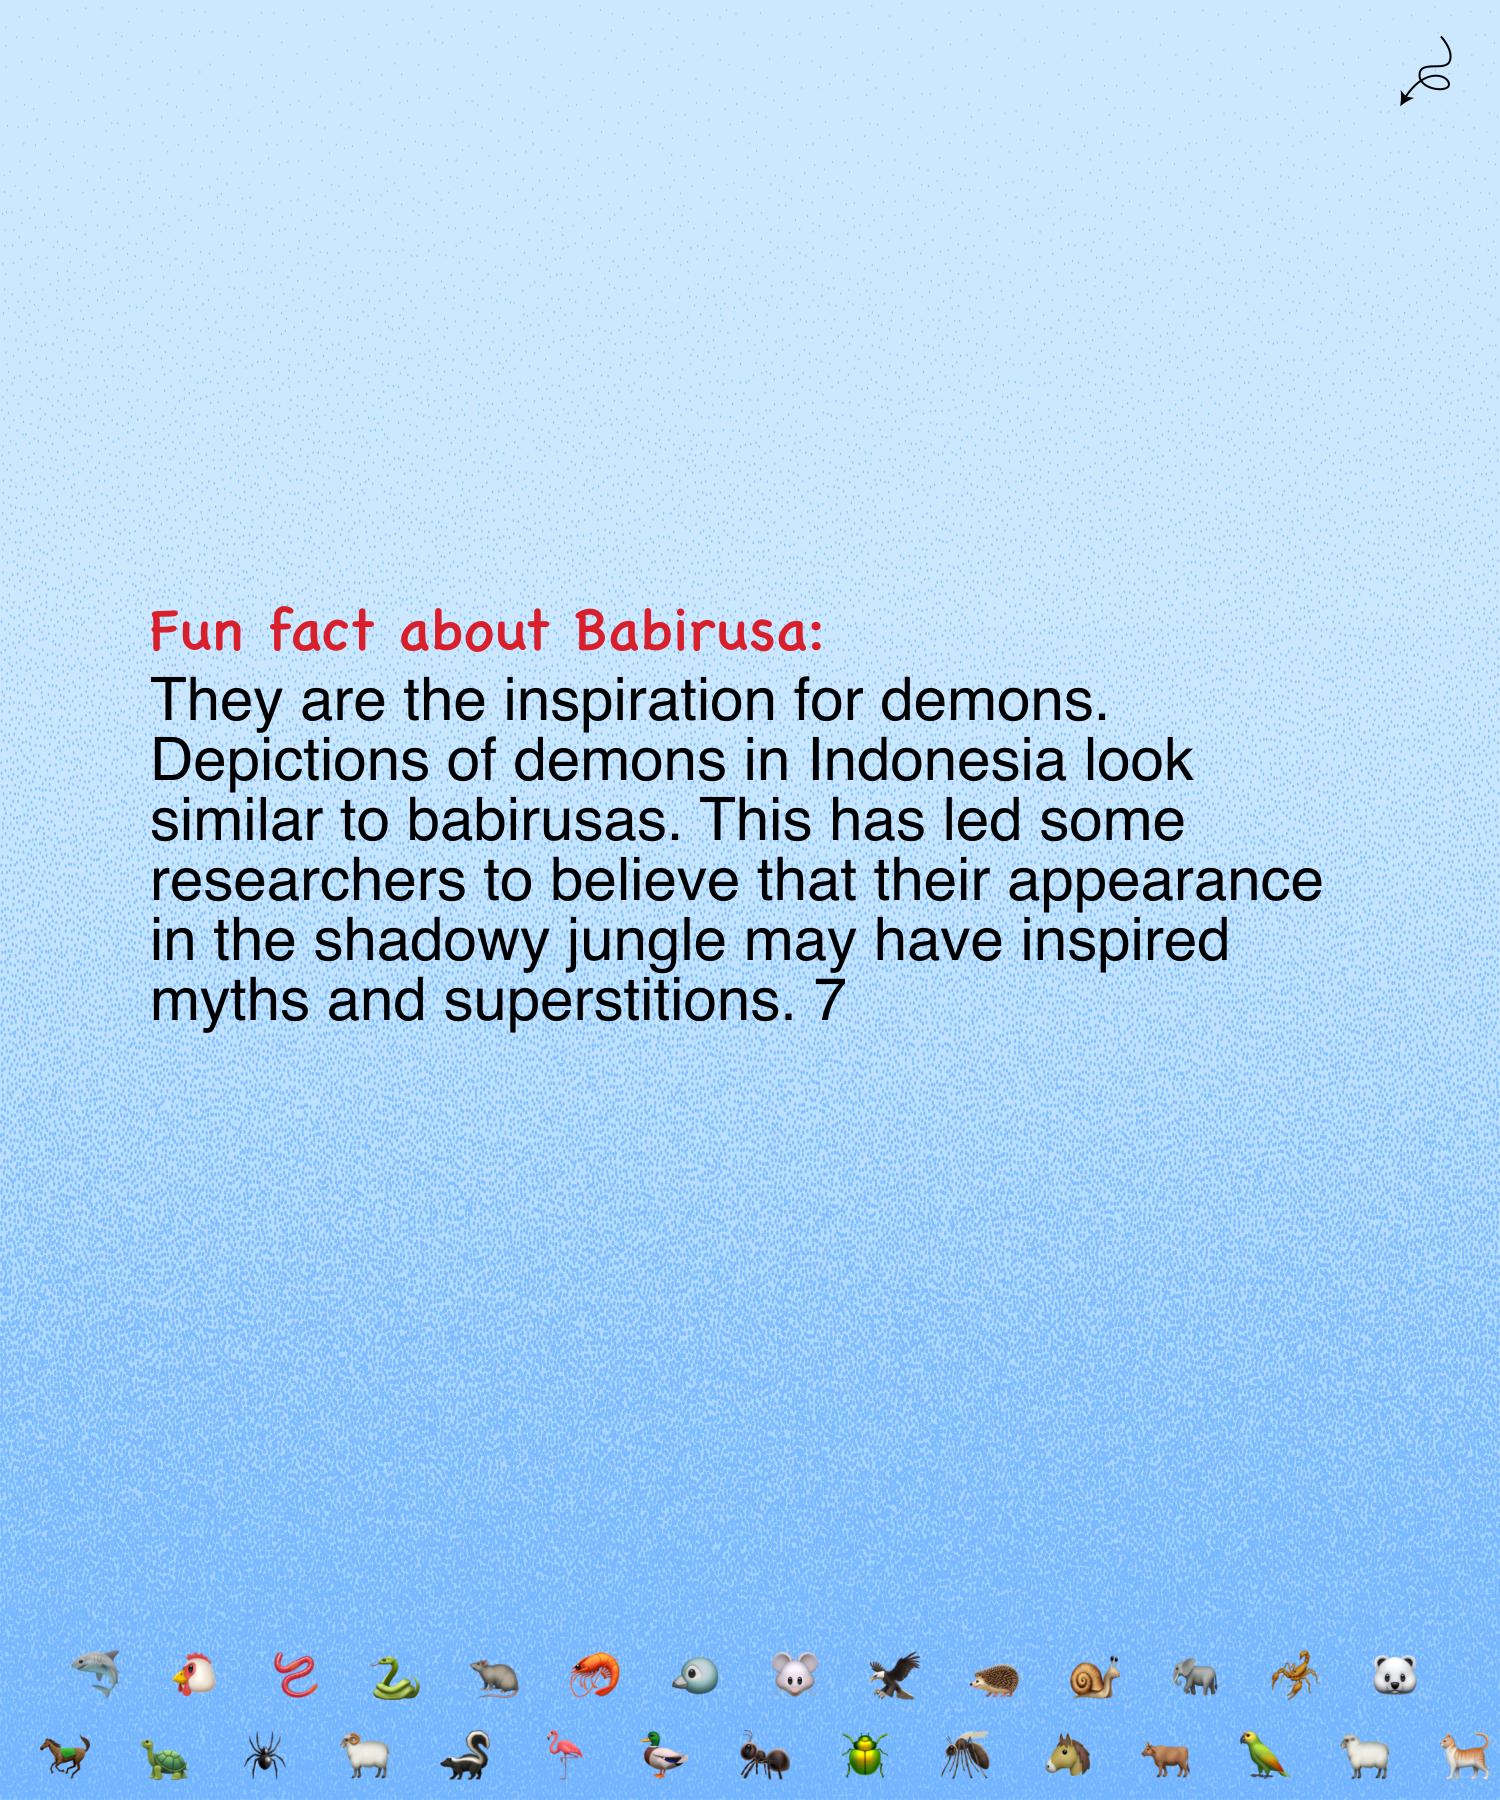 Fun fact about Babirusa:
They are the inspiration for demons.
Depictions of demons in Indonesia look
similar to babirusas. This has led some
researchers to believe that their appearance
in the shadowy jungle may have inspired
myths and superstitions. 7